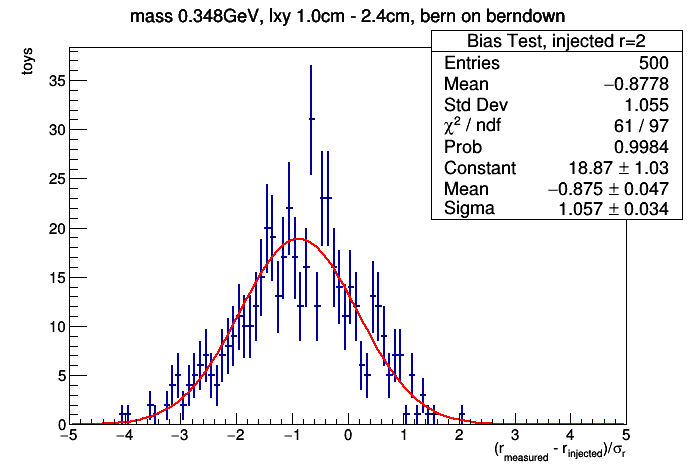 mass 0.348GeV, lxy 1.0cm - 2.4cm, bern on berndown
Bias Test, injected r=2
Entries 500
Mean −0.8778
Std Dev 1.055
χ² / ndf 61 / 97
Prob 0.9984
Constant 18.87 ± 1.03
Mean −0.875 ± 0.047
Sigma 1.057 ± 0.034
toys
35
30
25
20
15
10
5
0
−5 −4 −3 −2 −1 0 1 2 3 4 5
(r_measured - r_injected)/σ_r